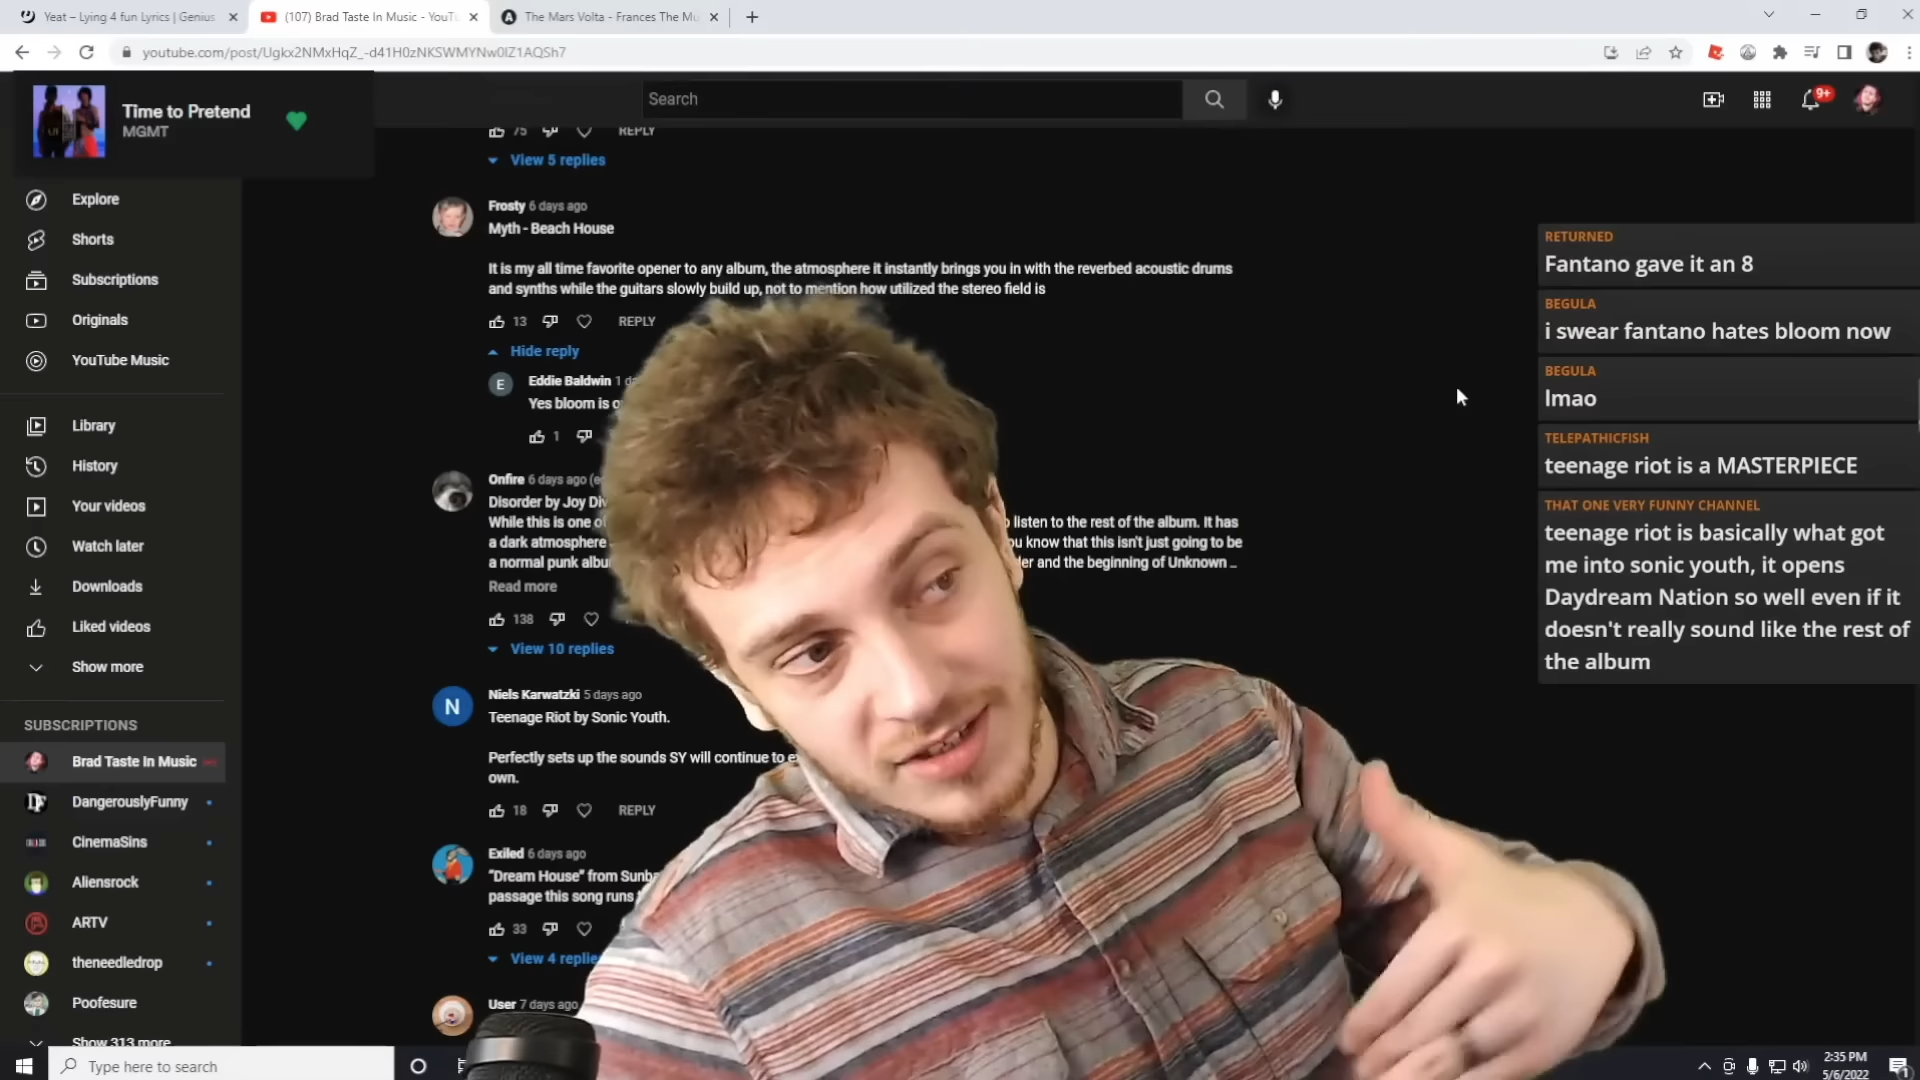 Yeat – Lying 4 fun Lyrics | Genius
(107) Brad Taste In Music - YouTu
The Mars Volta - Frances The Mu
youtube.com/post/Ugkx2NMxHqZ_-d41H0zNKSWMYNw0lZ1AQSh7
Time to Pretend
MGMT
Search
9+
75 REPLY
View 5 replies
Explore
Shorts
Subscriptions
Originals
YouTube Music
Library
History
Your videos
Watch later
Downloads
Liked videos
Show more
SUBSCRIPTIONS
Brad Taste In Music
DangerouslyFunny
CinemaSins
Aliensrock
ARTV
theneedledrop
Poofesure
Show 313 more
Frosty 6 days ago
Myth - Beach House
It is my all time favorite opener to any album, the atmosphere it instantly brings you in with the reverbed acoustic drums
and synths while the guitars slowly build up, not to mention how utilized the stereo field is
13 REPLY
Hide reply
E
Eddie Baldwin 1 da
Yes bloom is
1
Onfire 6 days ago (e
Disorder by Joy Div
While this is one listen to the rest of the album. It has
a dark atmosphere you know that this isn't just going to be
a normal punk albu and the beginning of Unknown ...
Read more
138
View 10 replies
N
Niels Karwatzki 5 days ago
Teenage Riot by Sonic Youth.
Perfectly sets up the sounds SY will continue to
own.
18 REPLY
Exiled 6 days ago
“Dream House” from Sunba
passage this song runs
33
View 4 replies
User 7 days ago
RETURNED
Fantano gave it an 8
BEGULA
i swear fantano hates bloom now
BEGULA
lmao
TELEPATHICFISH
teenage riot is a MASTERPIECE
THAT ONE VERY FUNNY CHANNEL
teenage riot is basically what got
me into sonic youth, it opens
Daydream Nation so well even if it
doesn't really sound like the rest of
the album
Type here to search
2:35 PM
5/6/2022
1